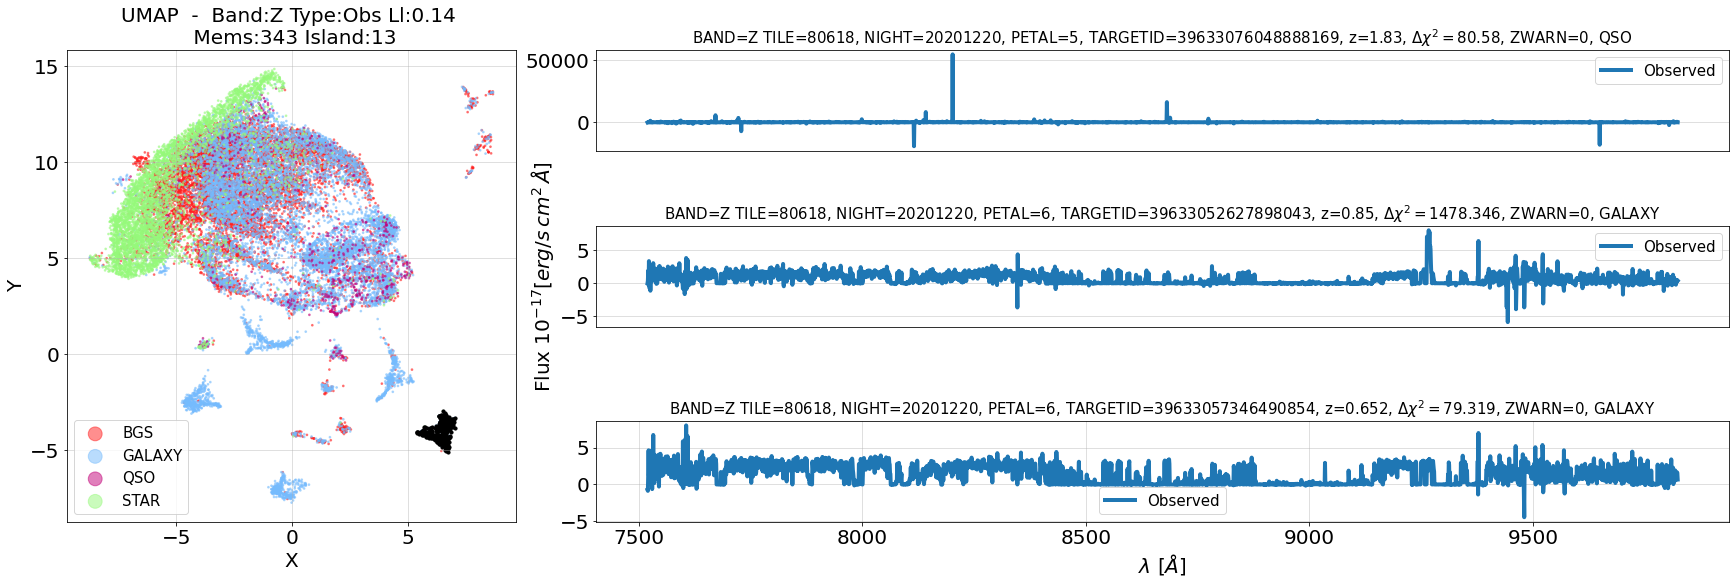 UMAP  -  Band:Z Type:Obs Ll:0.14
Mems:343 Island:13
15
10
5
0
−5
Y
−5
0
5
X
BGS
GALAXY
QSO
STAR
Flux 10⁻¹⁷[erg/s cm² Å]
BAND=Z TILE=80618, NIGHT=20201220, PETAL=5, TARGETID=39633076048888169, z=1.83, Δχ² = 80.58, ZWARN=0, QSO
50000
0
Observed
BAND=Z TILE=80618, NIGHT=20201220, PETAL=6, TARGETID=39633052627898043, z=0.85, Δχ² = 1478.346, ZWARN=0, GALAXY
5
0
−5
Observed
BAND=Z TILE=80618, NIGHT=20201220, PETAL=6, TARGETID=39633057346490854, z=0.652, Δχ² = 79.319, ZWARN=0, GALAXY
5
0
−5
Observed
7500
8000
8500
9000
9500
λ [Å]